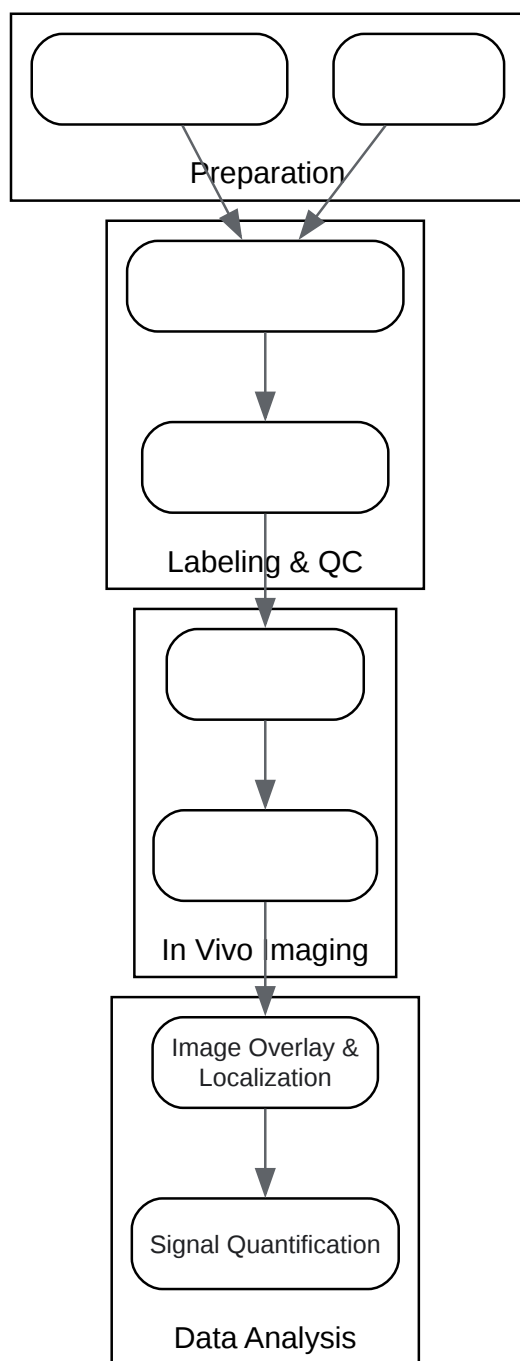 Preparation
Labeling & QC
In Vivo Imaging
Image Overlay &
Localization
Signal Quantification
Data Analysis